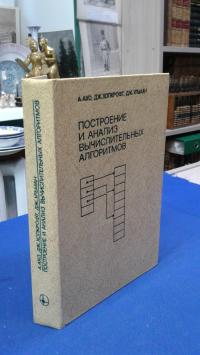 А. АХО, ДЖ. ХОПКРОФТ, ДЖ. УЛЬМАН
ПОСТРОЕНИЕ
И АНАЛИЗ
ВЫЧИСЛИТЕЛЬНЫХ
АЛГОРИТМОВ
А. АХО, ДЖ. ХОПКРОФТ, ДЖ. УЛЬМАН
ПОСТРОЕНИЕ И АНАЛИЗ ВЫЧИСЛИТЕЛЬНЫХ АЛГОРИТМОВ